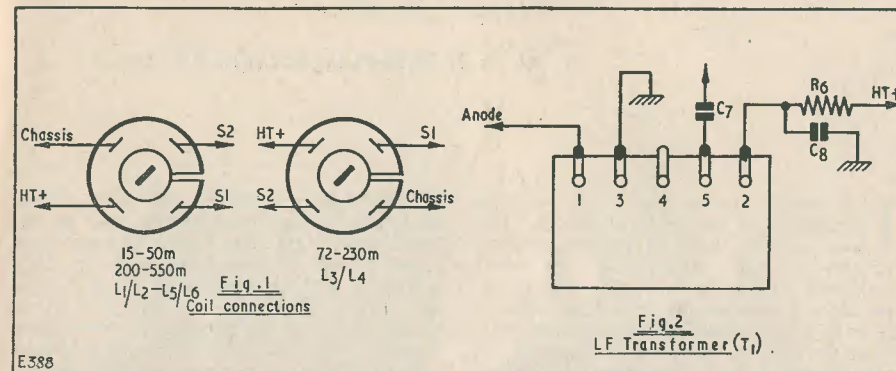 Chassis
S2
HT+
S1
15-50m
200-550m
L1/L2-L5/L6
HT+
S1
S2
Chassis
72-230m
L3/L4
Fig.1
Coil connections
Anode
C7
R6
HT+
C8
1 3 4 5 2
Fig.2
LF Transformer (T1)
E388